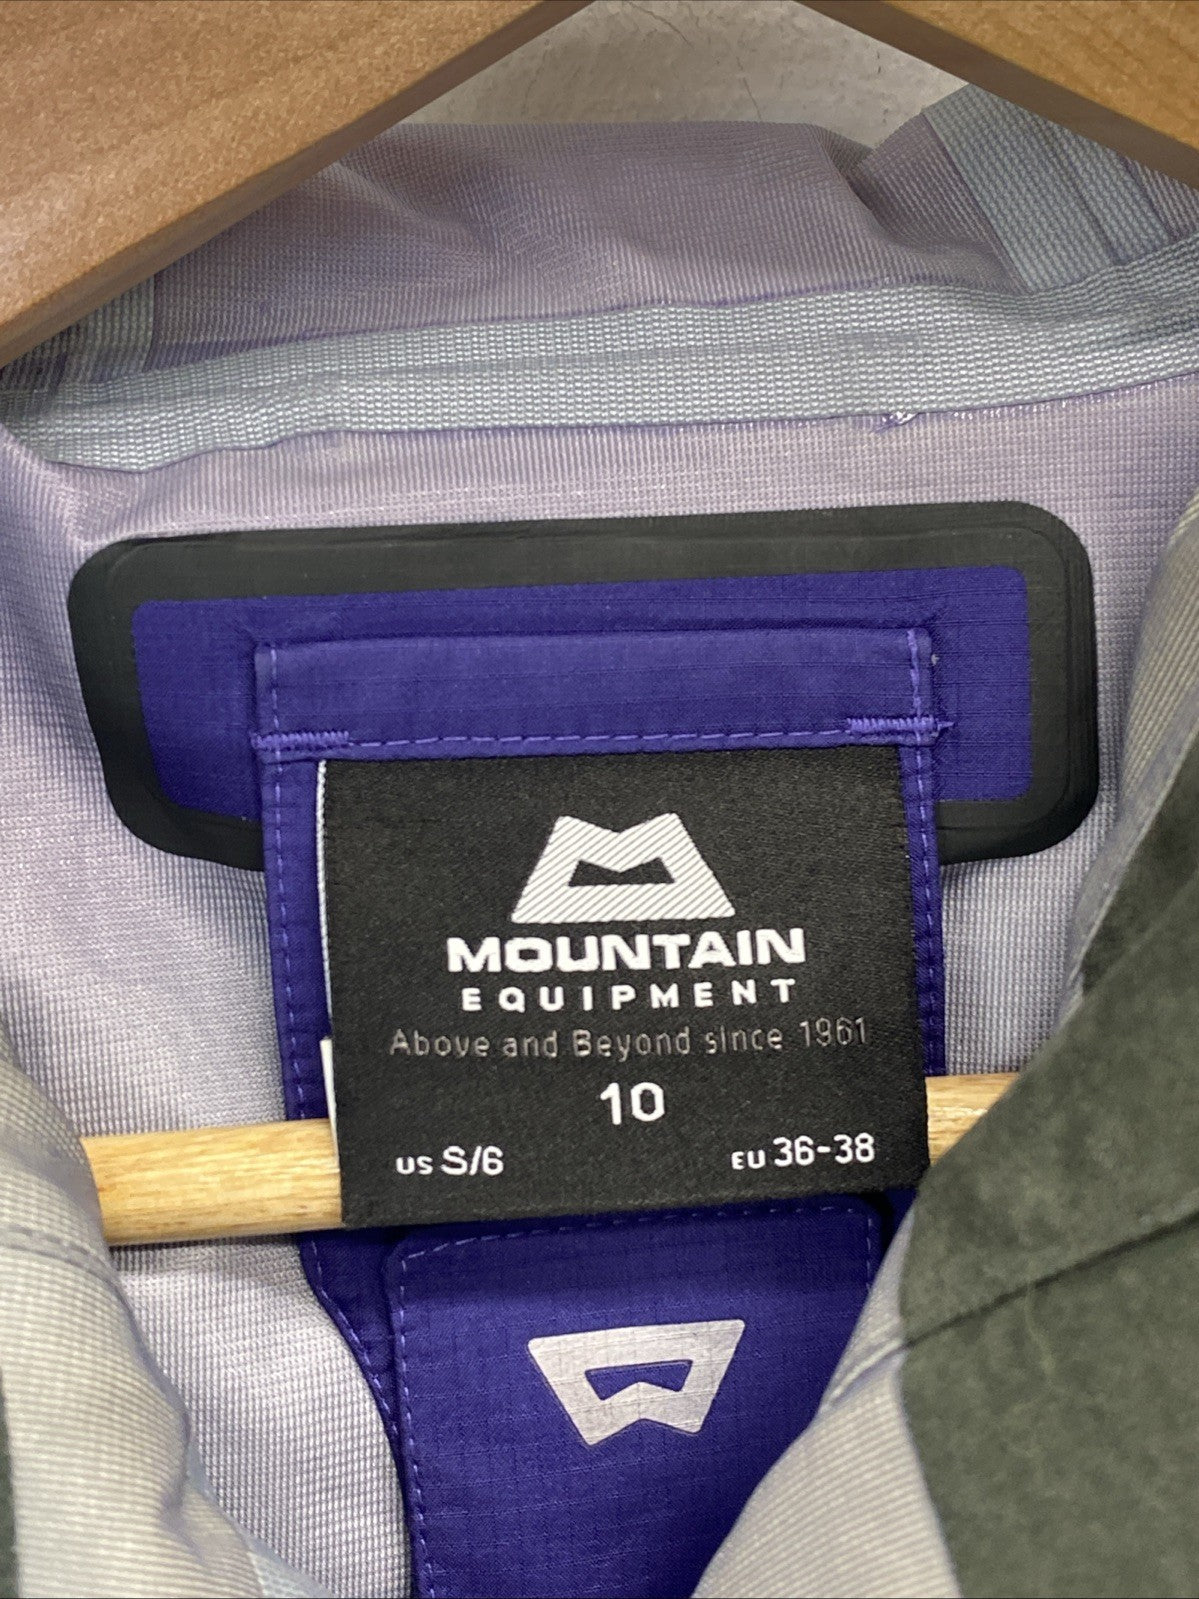 MOUNTAIN
EQUIPMENT
Above and Beyond since 1961
10
US S/6 EU 36-38